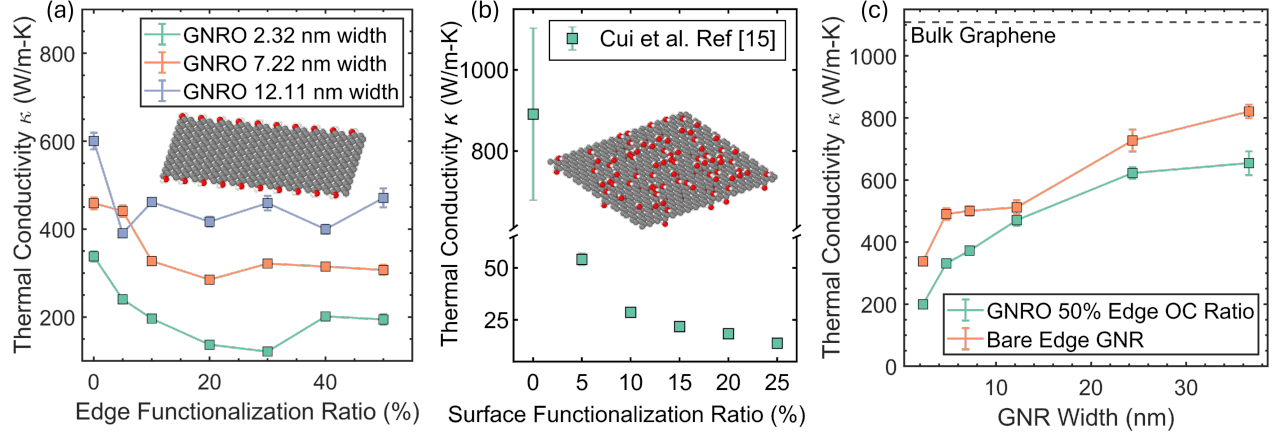 (a)
GNRO 2.32 nm width
GNRO 7.22 nm width
GNRO 12.11 nm width
800
600
400
200
Thermal Conductivity κ (W/m-K)
0
20
40
Edge Functionalization Ratio (%)
(b)
Cui et al. Ref [15]
1000
800
50
25
Thermal Conductivity κ (W/m-K)
0
5
10
15
20
25
Surface Functionalization Ratio (%)
(c)
Bulk Graphene
1000
800
600
400
200
0
Thermal Conductivity κ (W/m-K)
GNRO 50% Edge OC Ratio
Bare Edge GNR
10
20
30
GNR Width (nm)